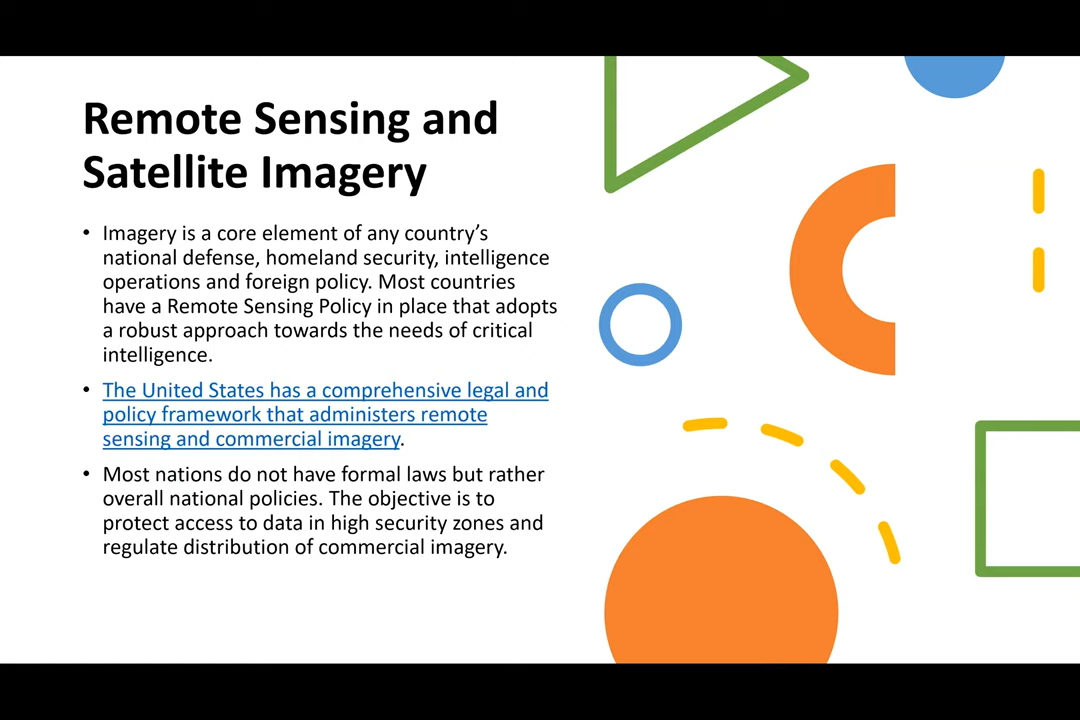 Remote Sensing and
Satellite Imagery
• Imagery is a core element of any country’s
national defense, homeland security, intelligence
operations and foreign policy. Most countries
have a Remote Sensing Policy in place that adopts
a robust approach towards the needs of critical
intelligence.
• The United States has a comprehensive legal and
policy framework that administers remote
sensing and commercial imagery.
• Most nations do not have formal laws but rather
overall national policies. The objective is to
protect access to data in high security zones and
regulate distribution of commercial imagery.